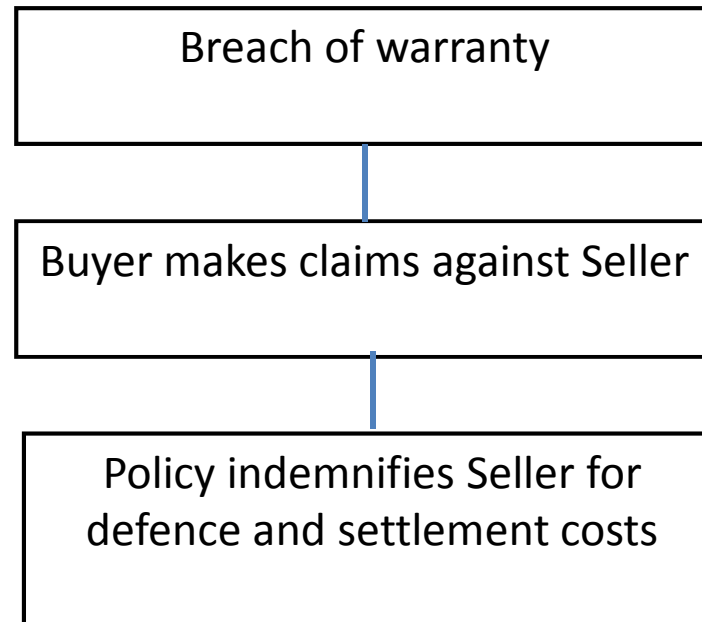 Breach of warranty
Buyer makes claims against Seller
Policy indemnifies Seller for
defence and settlement costs